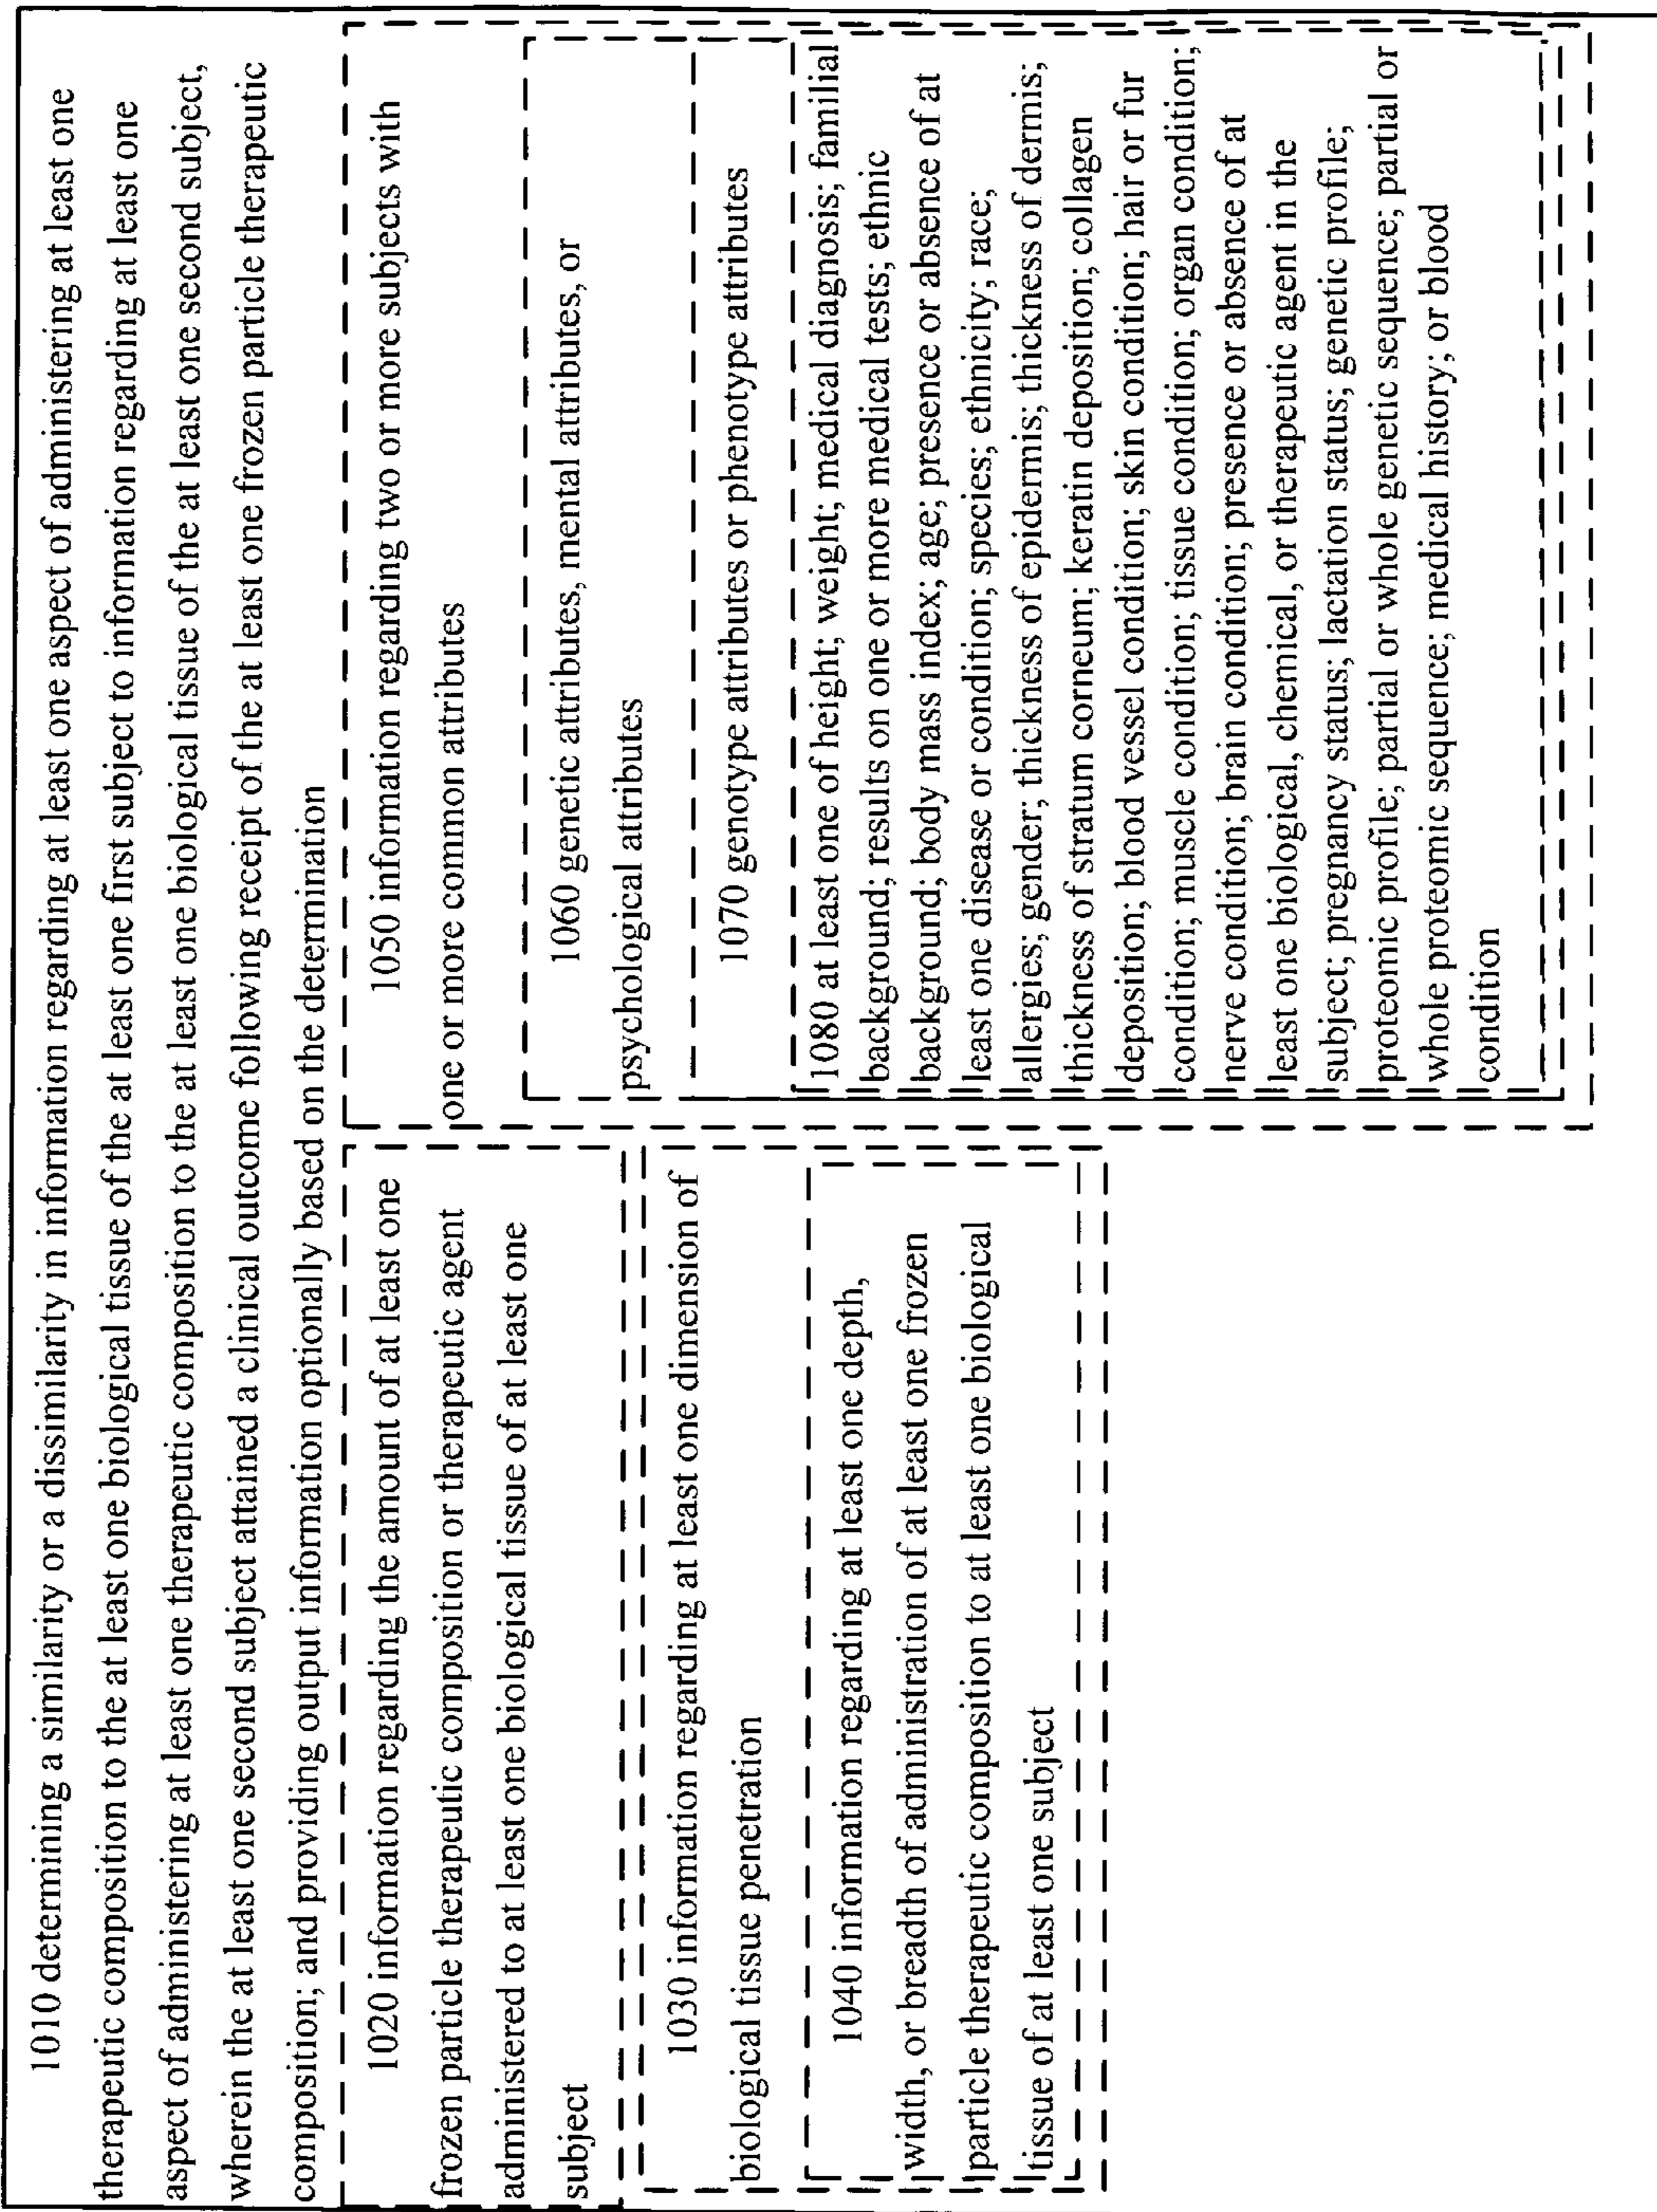 1010 determining a similarity or a dissimilarity in information regarding at least one aspect of administering at least one
therapeutic composition to the at least one biological tissue of the at least one first subject to information regarding at least one
aspect of administering at least one therapeutic composition to the at least one biological tissue of the at least one second subject,
wherein the at least one second subject attained a clinical outcome following receipt of the at least one frozen particle therapeutic
composition; and providing output information optionally based on the determination
1020 information regarding the amount of at least one
frozen particle therapeutic composition or therapeutic agent
administered to at least one biological tissue of at least one
subject
1030 information regarding at least one dimension of
biological tissue penetration
1040 information regarding at least one depth,
width, or breadth of administration of at least one frozen
particle therapeutic composition to at least one biological
tissue of at least one subject
1050 information regarding two or more subjects with
one or more common attributes
1060 genetic attributes, mental attributes, or
psychological attributes
1070 genotype attributes or phenotype attributes
1080 at least one of height; weight; medical diagnosis; familial
background; results on one or more medical tests; ethnic
background; body mass index; age; presence or absence of at
least one disease or condition; species; ethnicity; race;
allergies; gender; thickness of epidermis; thickness of dermis;
thickness of stratum corneum; keratin deposition; collagen
deposition; blood vessel condition; skin condition; hair or fur
condition; muscle condition; tissue condition; organ condition;
nerve condition; brain condition; presence or absence of at
least one biological, chemical, or therapeutic agent in the
subject; pregnancy status; lactation status; genetic profile;
proteomic profile; partial or whole genetic sequence; partial or
whole proteomic sequence; medical history; or blood
condition